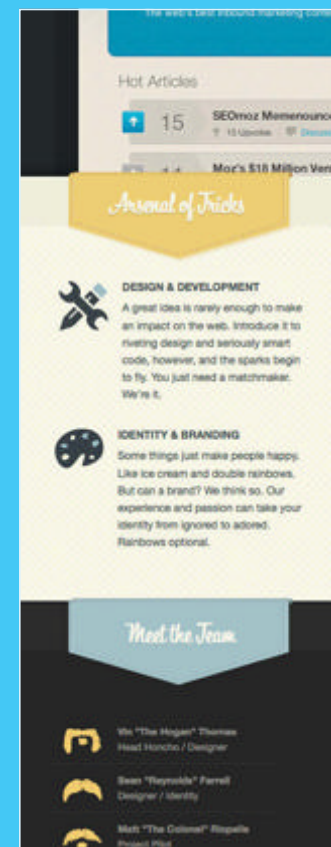 The web's best inbound marketing comm
Hot Articles
15
SEOmoz Memenounce
15 Upvotes
Moz's $18 Million Ven
Arsenal of Tricks
DESIGN & DEVELOPMENT
A great idea is rarely enough to make
an impact on the web. Introduce it to
riveting design and seriously smart
code, however, and the sparks begin
to fly. You just need a matchmaker.
We're it.
IDENTITY & BRANDING
Some things just make people happy.
Like ice cream and double rainbows.
But can a brand? We think so. Our
experience and passion can take your
identity from ignored to adored.
Rainbows optional.
Meet the Team
Vin "The Hogan" Thomas
Head Honcho / Designer
Sean "Reynolds" Farrell
Designer / Identity
Matt "The Colonel"
Project Pilot